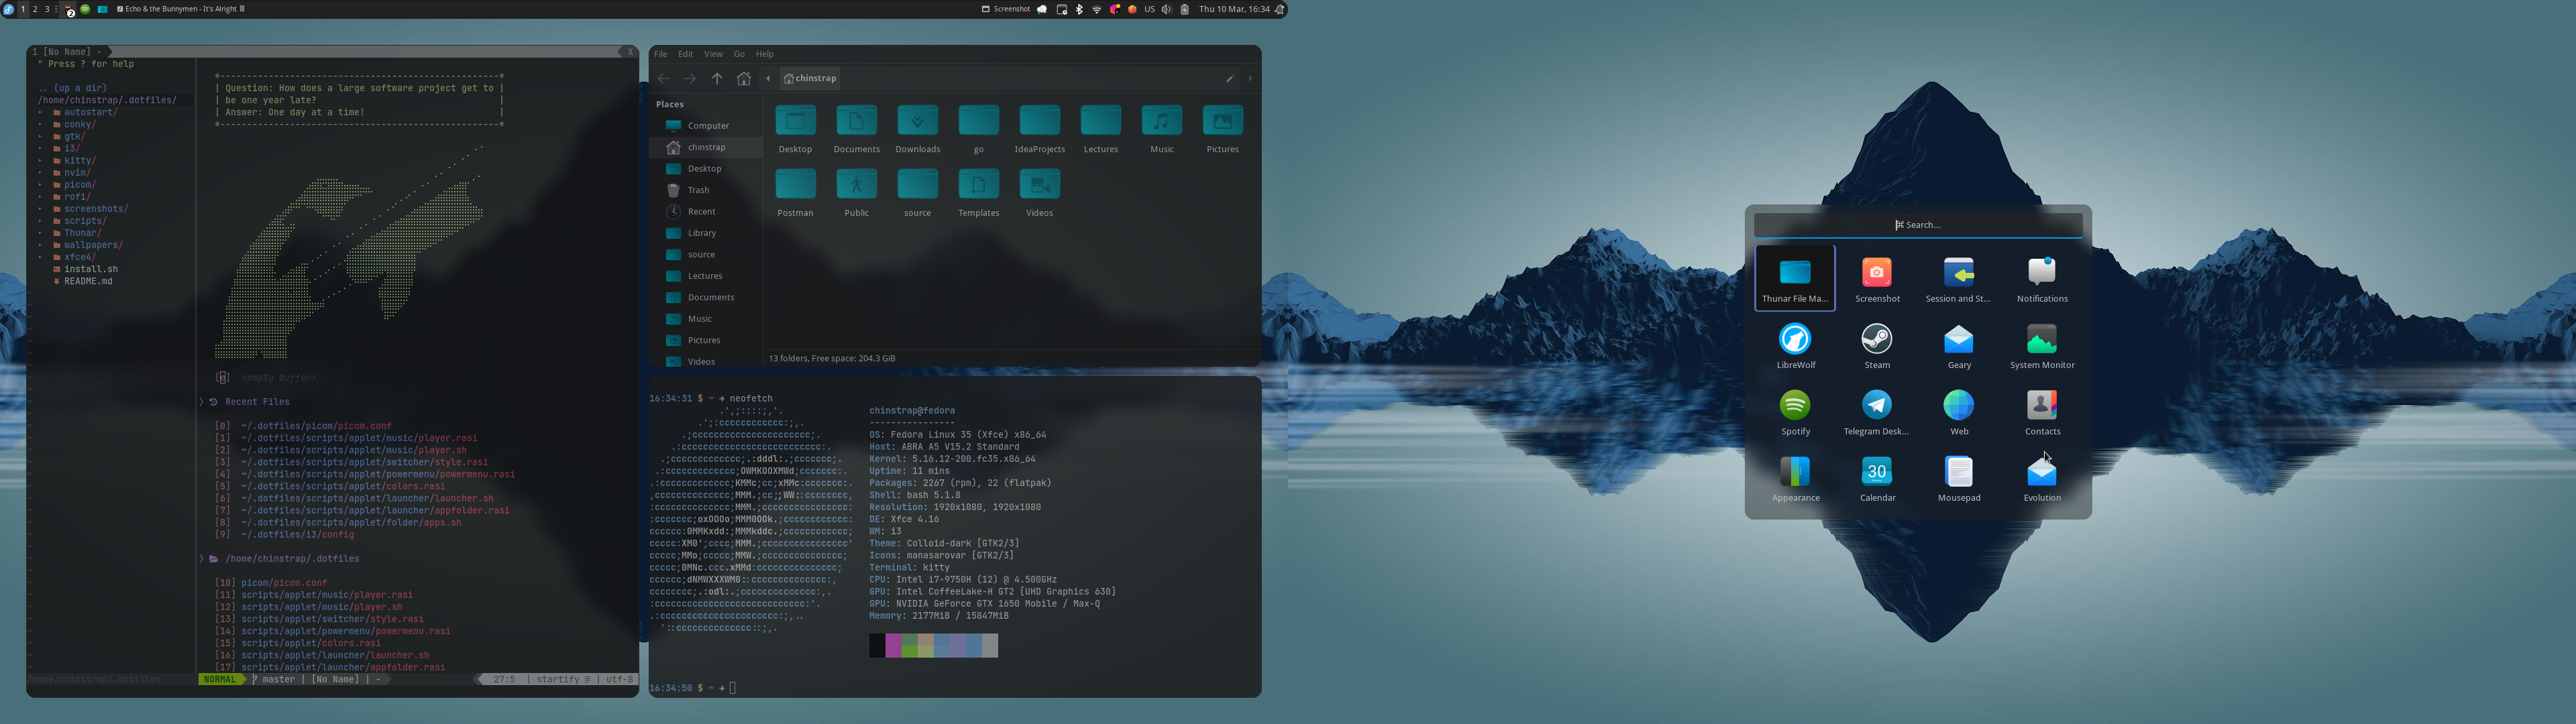 1 2 3
2
Echo & the Bunnymen - It's Alright
Screenshot
US
Thu 10 Mar, 16:34
1 [No Name] -
X
" Press ? for help
.. (up a dir)
/home/chinstrap/.dotfiles/
autostart/
conky/
gtk/
i3/
kitty/
nvim/
picom/
rofi/
screenshots/
scripts/
Thunar/
wallpapers/
xfce4/
install.sh
README.md
*----------------------------------------------------*
| Question: How does a large software project get to |
| be one year late? |
| Answer: One day at a time! |
*----------------------------------------------------*
[e] <empty buffer>
Recent Files
[0] ~/.dotfiles/picom/picom.conf
[1] ~/.dotfiles/scripts/applet/music/player.rasi
[2] ~/.dotfiles/scripts/applet/music/player.sh
[3] ~/.dotfiles/scripts/applet/switcher/style.rasi
[4] ~/.dotfiles/scripts/applet/powermenu/powermenu.rasi
[5] ~/.dotfiles/scripts/applet/colors.rasi
[6] ~/.dotfiles/scripts/applet/launcher/launcher.sh
[7] ~/.dotfiles/scripts/applet/launcher/appfolder.rasi
[8] ~/.dotfiles/scripts/applet/folder/apps.sh
[9] ~/.dotfiles/i3/config
/home/chinstrap/.dotfiles
[10] picom/picom.conf
[11] scripts/applet/music/player.rasi
[12] scripts/applet/music/player.sh
[13] scripts/applet/switcher/style.rasi
[14] scripts/applet/powermenu/powermenu.rasi
[15] scripts/applet/colors.rasi
[16] scripts/applet/launcher/launcher.sh
[17] scripts/applet/launcher/appfolder.rasi
/home/chinstrap/.dotfiles
NORMAL
master | [No Name] | -
27:5 | startify | utf-8
File Edit View Go Help
chinstrap
Places
Computer
chinstrap
Desktop
Trash
Recent
Library
source
Lectures
Documents
Music
Pictures
Videos
Desktop Documents Downloads go IdeaProjects Lectures Music Pictures
Postman Public source Templates Videos
13 folders, Free space: 204.3 GiB
16:34:31 $ ~ → neofetch
chinstrap@fedora
----------------
OS: Fedora Linux 35 (Xfce) x86_64
Host: ABRA A5 V15.2 Standard
Kernel: 5.16.12-200.fc35.x86_64
Uptime: 11 mins
Packages: 2267 (rpm), 22 (flatpak)
Shell: bash 5.1.8
Resolution: 1920x1080, 1920x1080
DE: Xfce 4.16
WM: i3
Theme: Colloid-dark [GTK2/3]
Icons: manasarovar [GTK2/3]
Terminal: kitty
CPU: Intel i7-9750H (12) @ 4.500GHz
GPU: Intel CoffeeLake-H GT2 [UHD Graphics 630]
GPU: NVIDIA GeForce GTX 1650 Mobile / Max-Q
Memory: 2177MiB / 15847MiB
16:34:50 $ ~ →
⌘ Search...
Thunar File Ma... Screenshot Session and St... Notifications
LibreWolf Steam Geary System Monitor
Spotify Telegram Desk... Web Contacts
30
Appearance Calendar Mousepad Evolution